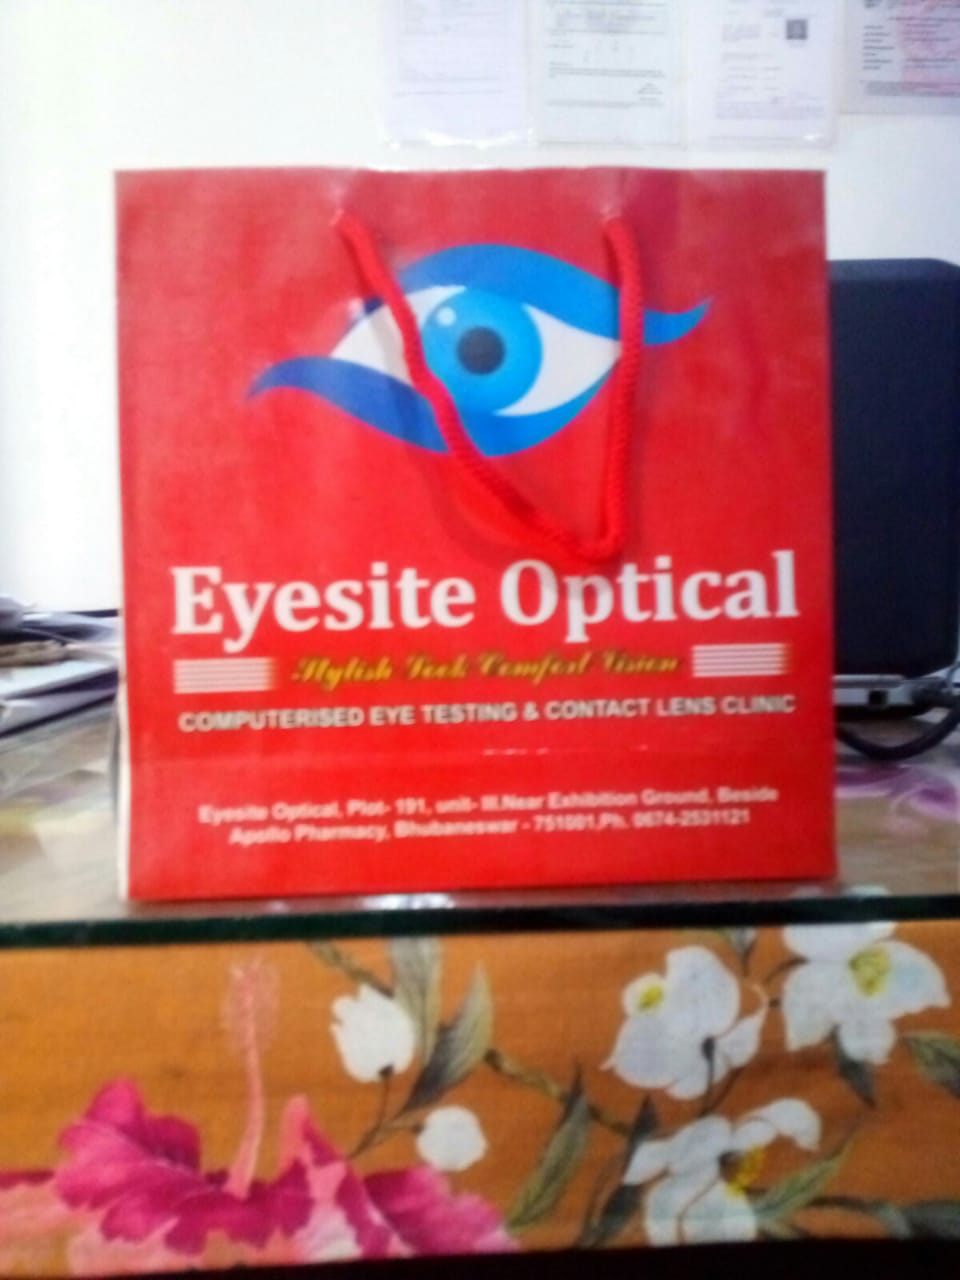 Eyesite Optical
Stylish Look Comfort Vision
COMPUTERISED EYE TESTING & CONTACT LENS CLINIC
Eyesite Optical, Plot- 191, unit- III.Near Exhibition Ground, Beside
Apollo Pharmacy, Bhubaneswar - 751001,Ph. 0674-2531121